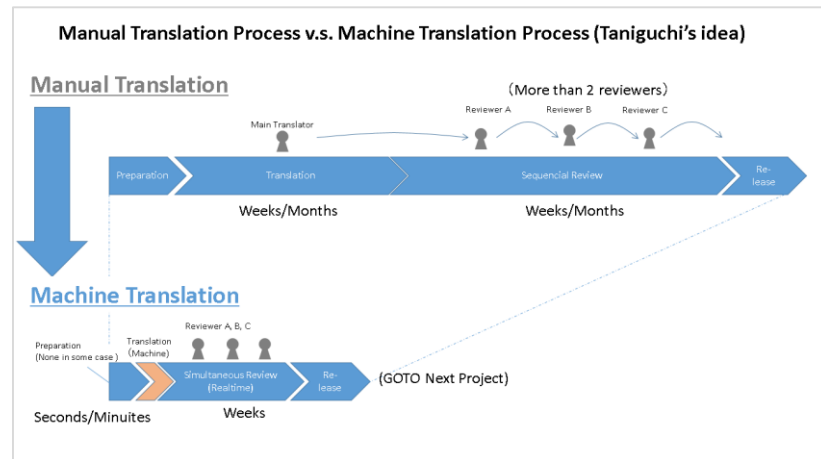 Manual Translation Process v.s. Machine Translation Process (Taniguchi's idea)
Manual Translation
(More than 2 reviewers)
Main Translator
Reviewer A
Reviewer B
Reviewer C
Preparation
Translation
Sequencial Review
Re-
lease
Weeks/Months
Weeks/Months
Machine Translation
Preparation
(None in some case )
Translation
(Machine)
Reviewer A, B, C
Simultaneous Review
(Realtime)
Re-
lease
(GOTO Next Project)
Seconds/Minuites
Weeks